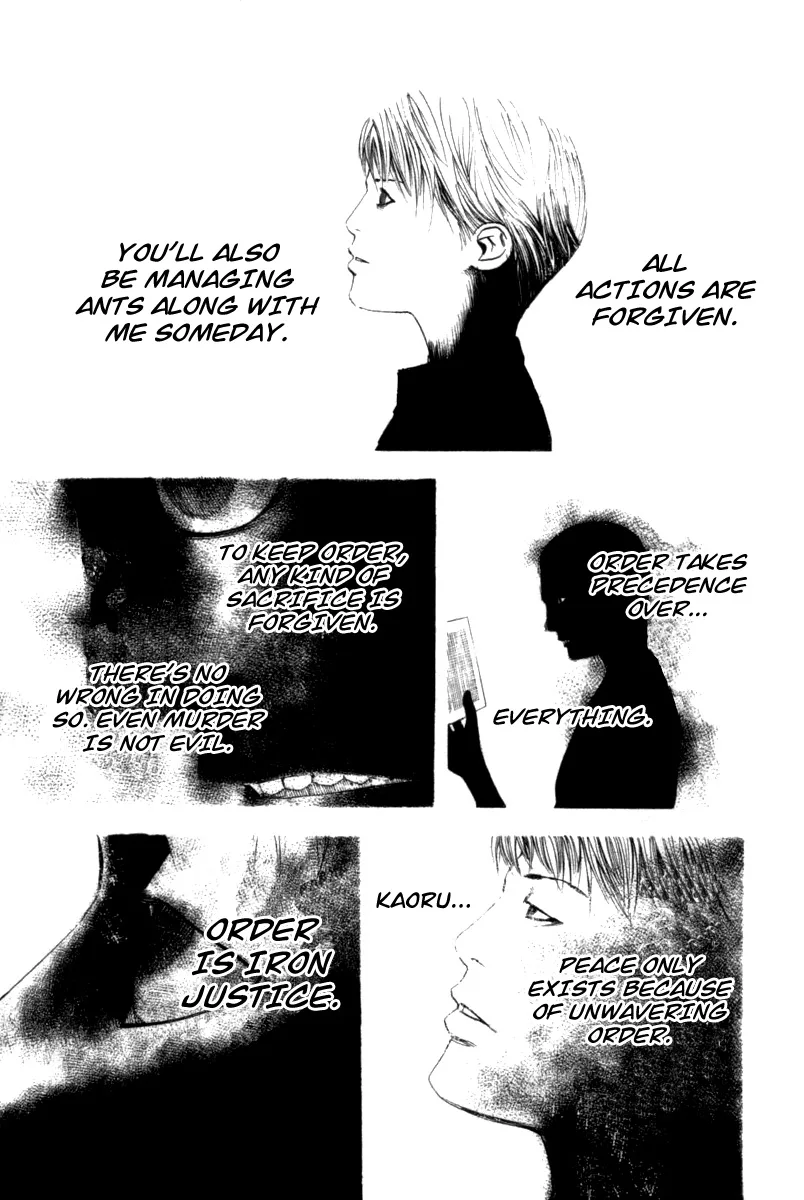 ALL
ACTIONS ARE
FORGIVEN.
YOU'LL ALSO
BE MANAGING
ANTS ALONG WITH
ME SOMEDAY.
ORDER TAKES
PRECEDENCE
OVER...
EVERYTHING.
TO KEEP ORDER,
ANY KIND OF
SACRIFICE IS
FORGIVEN.
THERE'S NO
WRONG IN DOING
SO. EVEN MURDER
IS NOT EVIL.
KAORU...
PEACE ONLY
EXISTS BECAUSE
OF UNWAVERING
ORDER.
ORDER
IS IRON
JUSTICE.